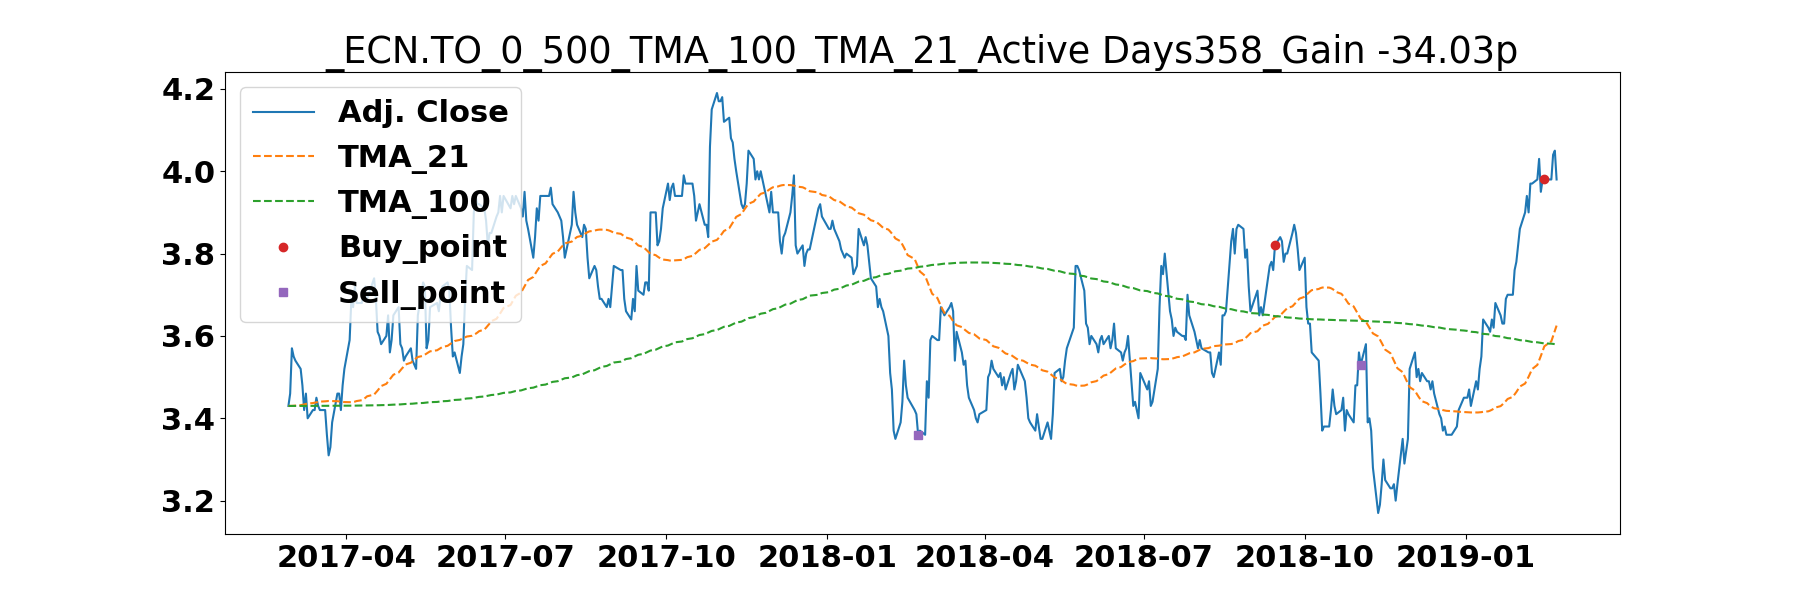 _ECN.TO_0_500_TMA_100_TMA_21_Active Days358_Gain -34.03p
4.2
4.0
3.8
3.6
3.4
3.2
Adj. Close
TMA_21
TMA_100
Buy_point
Sell_point
2017-04 2017-07 2017-10 2018-01 2018-04 2018-07 2018-10 2019-01